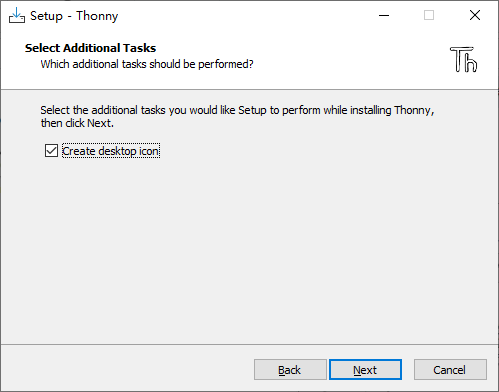 Setup - Thonny
Select Additional Tasks
Which additional tasks should be performed?
Th
Select the additional tasks you would like Setup to perform while installing Thonny,
then click Next.
Create desktop icon
Back
Next
Cancel